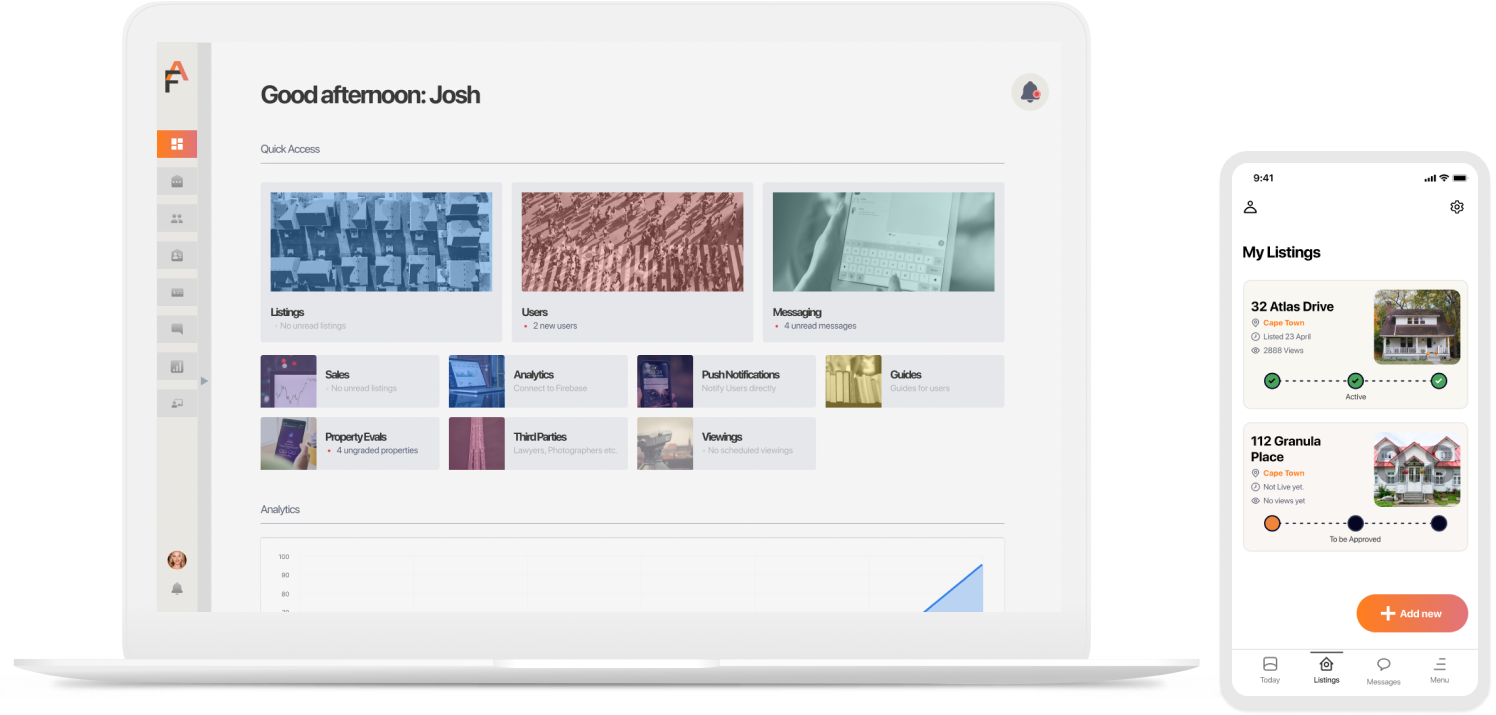 AF
Good afternoon: Josh
Quick Access
Listings
- No unread listings
Users
• 2 new users
Messaging
• 4 unread messages
Sales
- No unread listings
Analytics
Connect to Firebase
Push Notifications
Notify Users directly
Guides
Guides for users
Property Evals
• 4 ungraded properties
Third Parties
Lawyers, Photographers etc.
Viewings
- No scheduled viewings
Analytics
100
90
80
70
9:41
My Listings
32 Atlas Drive
Cape Town
Listed 23 April
2888 Views
Active
112 Granula
Place
Cape Town
Not Live yet.
No views yet
To be Approved
Add new
Today
Listings
Messages
Menu